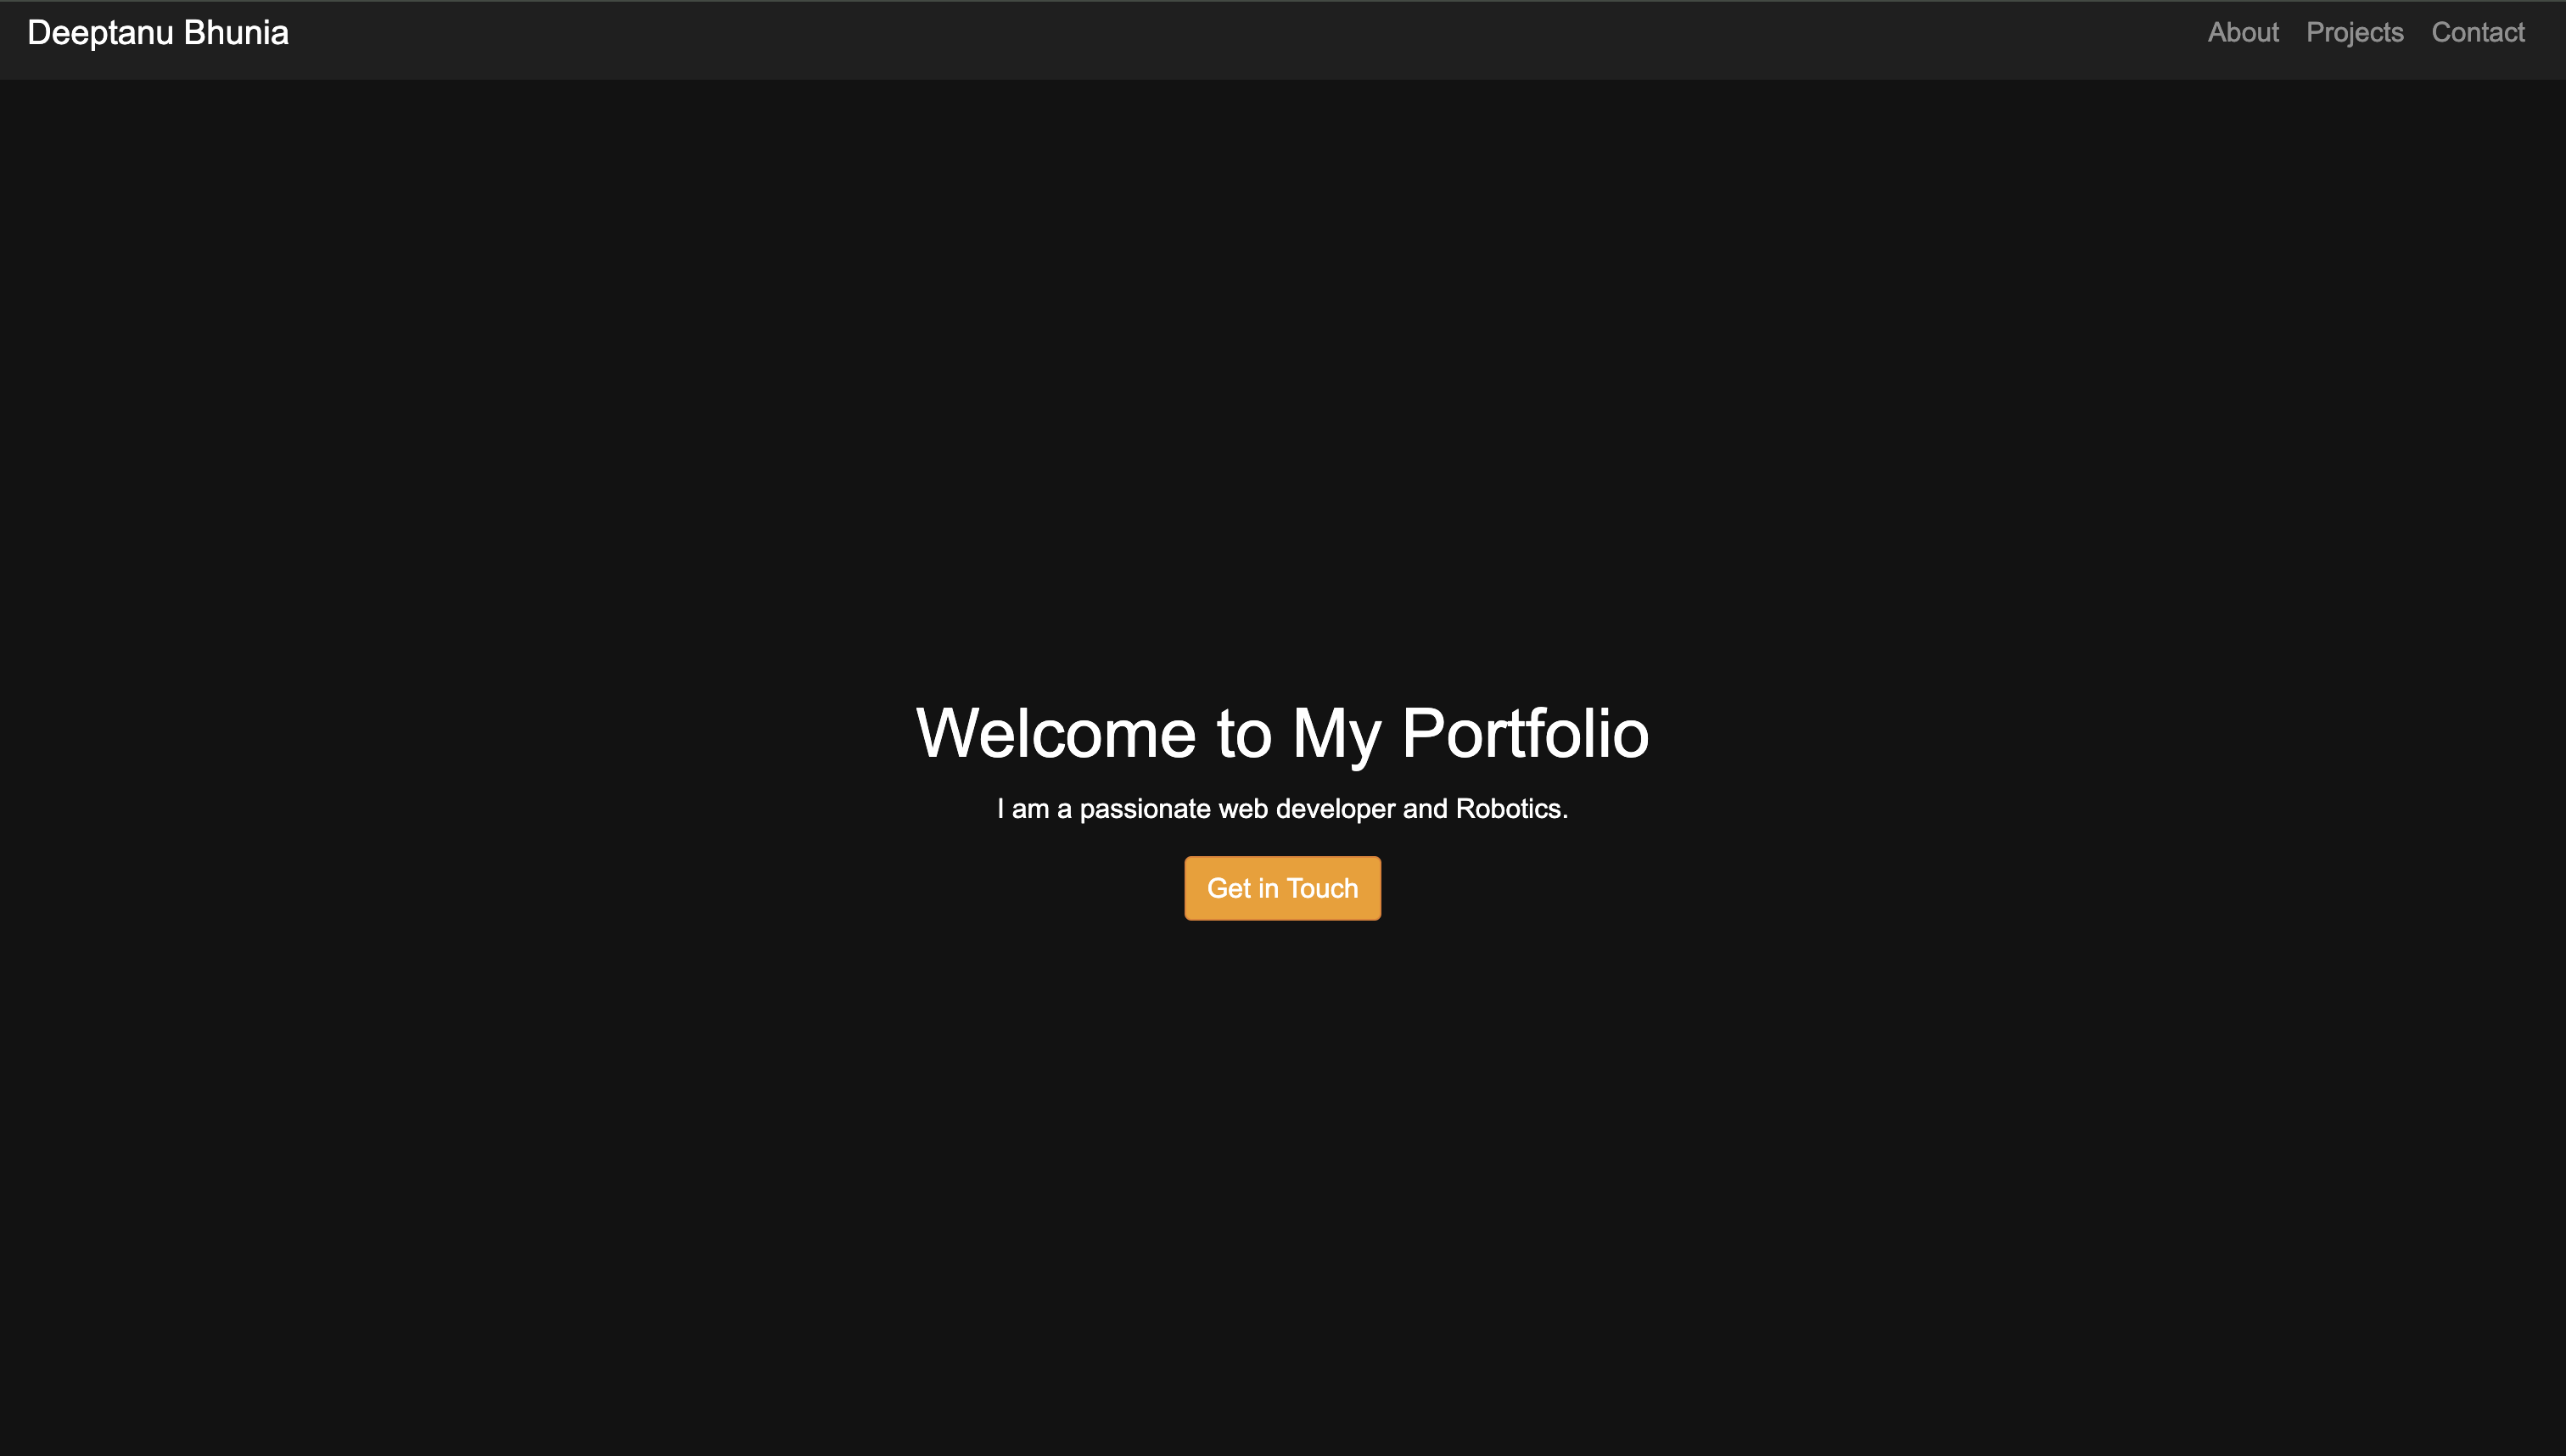 Deeptanu Bhunia
About Projects Contact
Welcome to My Portfolio
I am a passionate web developer and Robotics.
Get in Touch